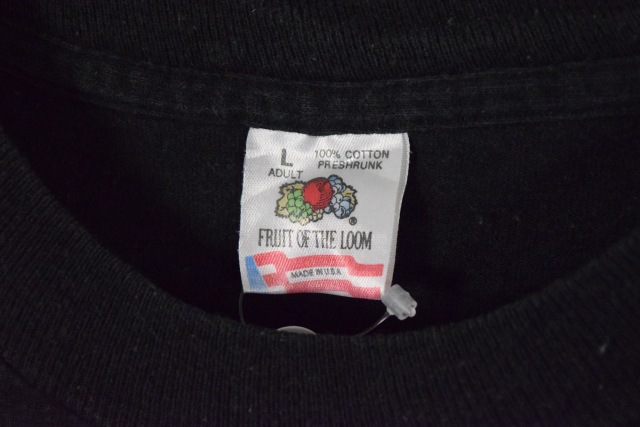 L 100% COTTON
ADULT PRESHRUNK
®
FRUIT OF THE LOOM
MADE IN U.S.A.